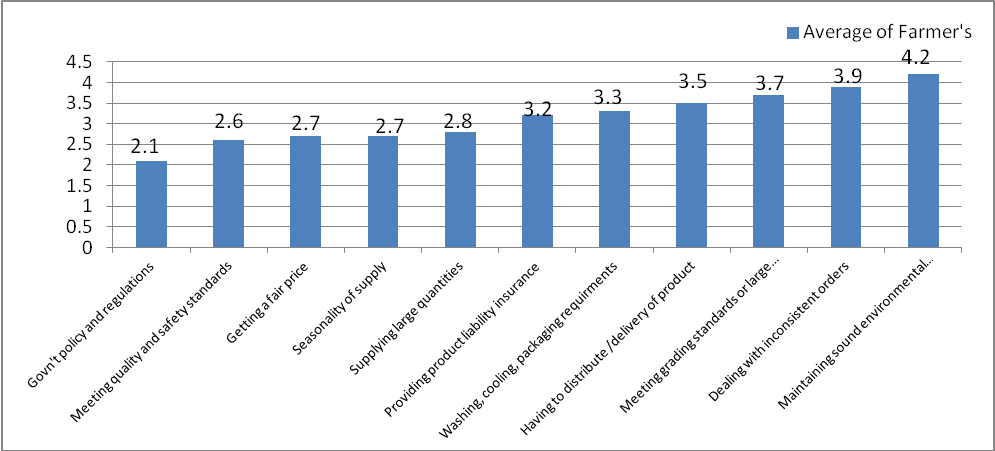 Average of Farmer's
4.5
4
3.5
3
2.5
2
1.5
1
0.5
0
2.1
2.6
2.7
2.7
2.8
3.2
3.3
3.5
3.7
3.9
4.2
Govn't policy and regulations
Meeting quality and safety standards
Getting a fair price
Seasonality of supply
Supplying large quantities
Providing product liability insurance
Washing, cooling, packaging requirments
Having to distribute /delivery of product
Meeting grading standards or large...
Dealing with inconsistent orders
Maintaining sound environmental...